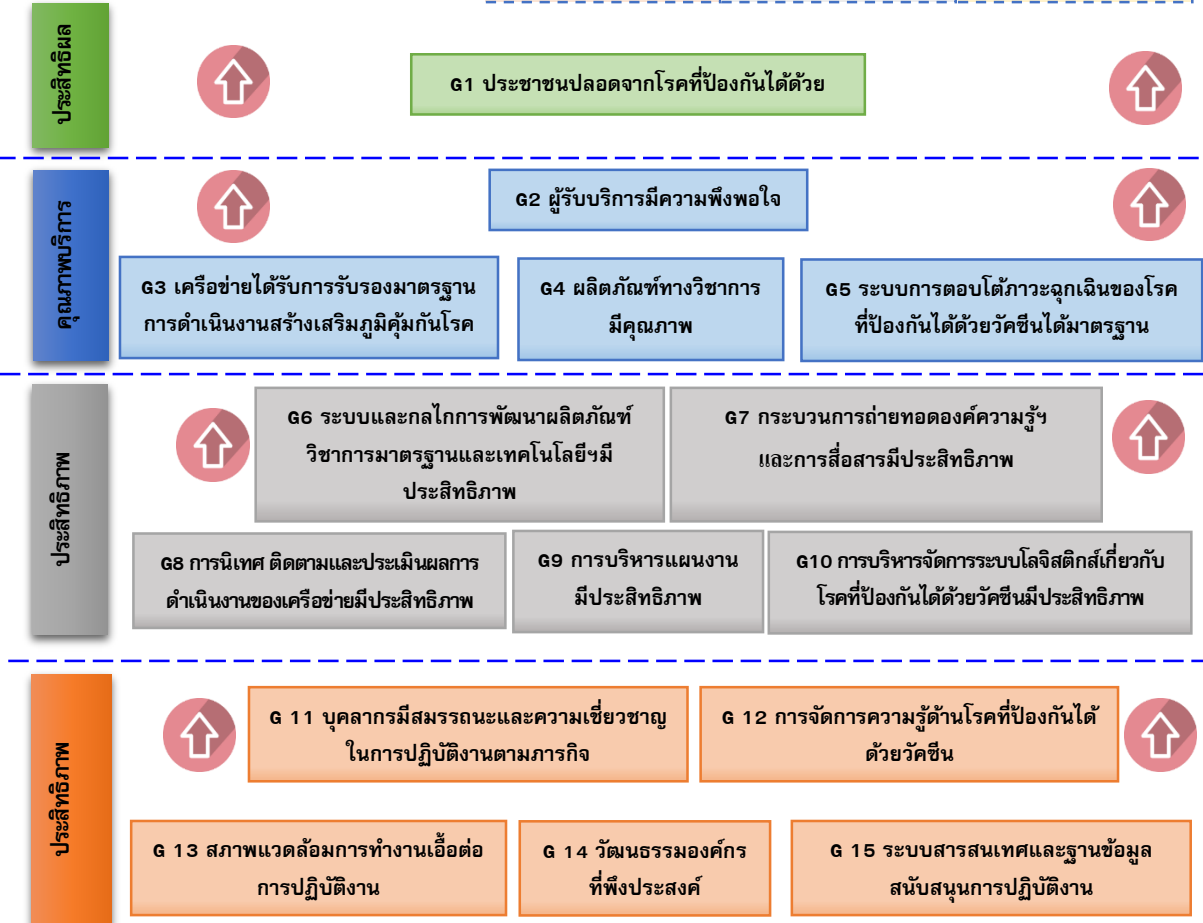 ประสิทธิผล
G1 ประชาชนปลอดจากโรคที่ป้องกันได้ด้วย
คุณภาพบริการ
G2 ผู้รับบริการมีความพึงพอใจ
G3 เครือข่ายได้รับการรับรองมาตรฐาน
การดำเนินงานสร้างเสริมภูมิคุ้มกันโรค
G4 ผลิตภัณฑ์ทางวิชาการ
มีคุณภาพ
G5 ระบบการตอบโต้ภาวะฉุกเฉินของโรค
ที่ป้องกันได้ด้วยวัคซีนได้มาตรฐาน
ประสิทธิภาพ
G6 ระบบและกลไกการพัฒนาผลิตภัณฑ์
วิชาการมาตรฐานและเทคโนโลยีฯมี
ประสิทธิภาพ
G7 กระบวนการถ่ายทอดองค์ความรู้ฯ
และการสื่อสารมีประสิทธิภาพ
G8 การนิเทศ ติดตามและประเมินผลการ
ดำเนินงานของเครือข่ายมีประสิทธิภาพ
G9 การบริหารแผนงาน
มีประสิทธิภาพ
G10 การบริหารจัดการระบบโลจิสติกส์เกี่ยวกับ
โรคที่ป้องกันได้ด้วยวัคซีนมีประสิทธิภาพ
ประสิทธิภาพ
G 11 บุคลากรมีสมรรถนะและความเชี่ยวชาญ
ในการปฏิบัติงานตามภารกิจ
G 12 การจัดการความรู้ด้านโรคที่ป้องกันได้
ด้วยวัคซีน
G 13 สภาพแวดล้อมการทำงานเอื้อต่อ
การปฏิบัติงาน
G 14 วัฒนธรรมองค์กร
ที่พึงประสงค์
G 15 ระบบสารสนเทศและฐานข้อมูล
สนับสนุนการปฏิบัติงาน